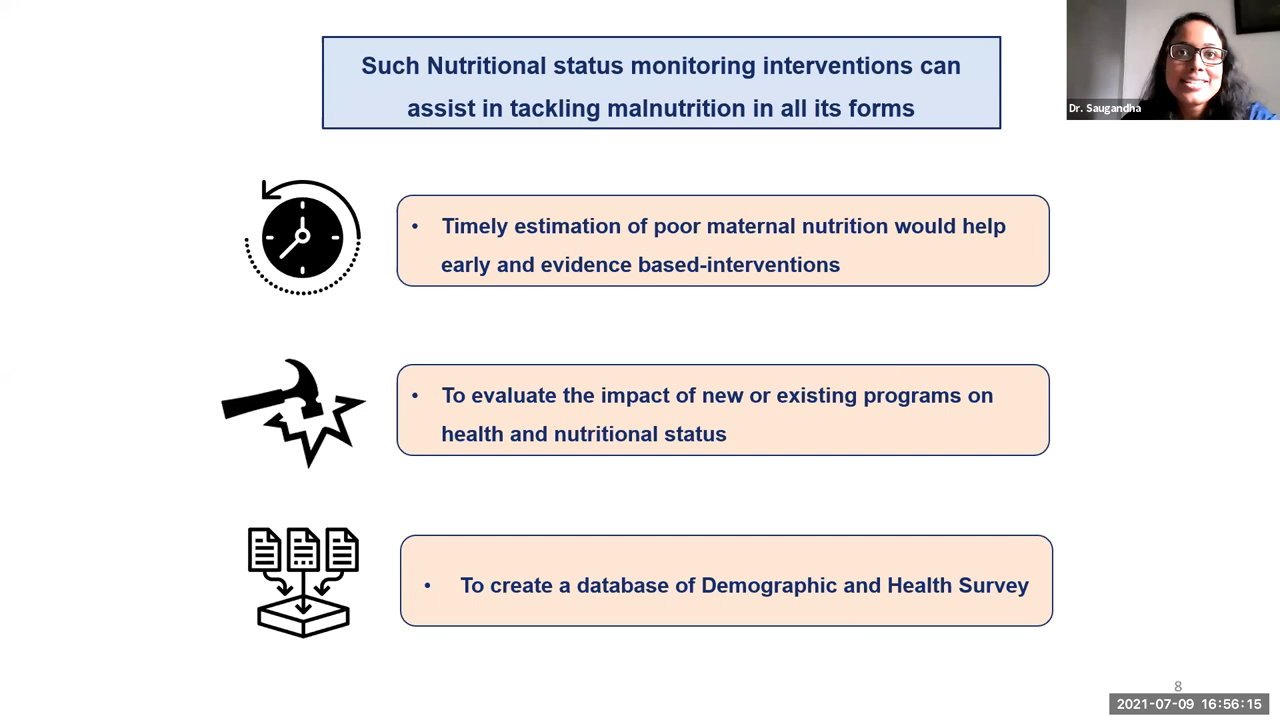 Such Nutritional status monitoring interventions can
assist in tackling malnutrition in all its forms
Dr. Saugandha
• Timely estimation of poor maternal nutrition would help
early and evidence based-interventions
• To evaluate the impact of new or existing programs on
health and nutritional status
• To create a database of Demographic and Health Survey
8
2021-07-09 16:56:15